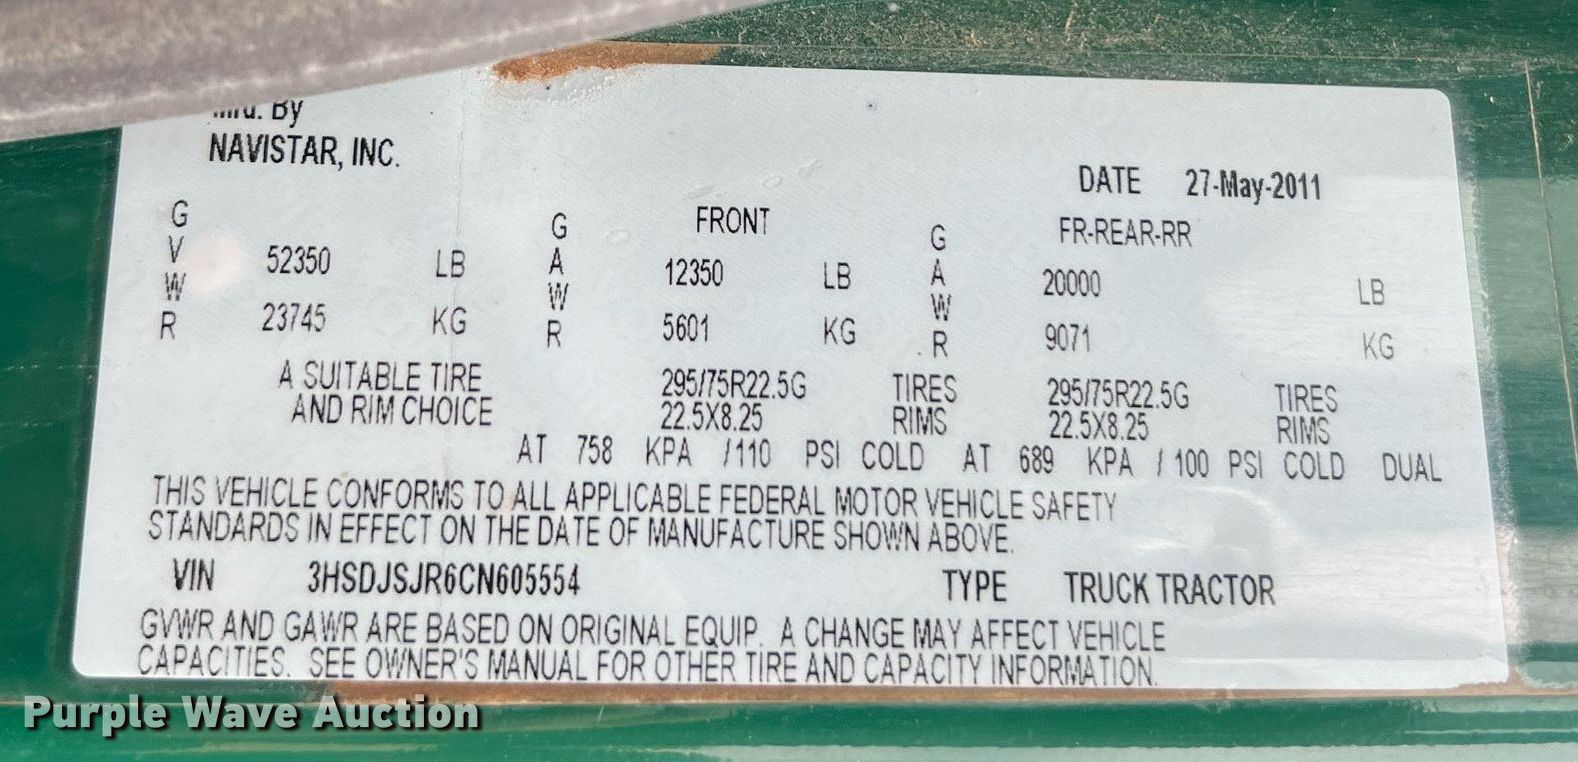 Mfd. By
NAVISTAR, INC.
DATE 27-May-2011
GVWR 52350 LB GAWR FRONT 12350 LB GAWR FR-REAR-RR 20000 LB
23745 KG 5601 KG 9071 KG
A SUITABLE TIRE 295/75R22.5G TIRES 295/75R22.5G TIRES
AND RIM CHOICE 22.5X8.25 RIMS 22.5X8.25 RIMS
AT 758 KPA /110 PSI COLD AT 689 KPA / 100 PSI COLD DUAL
THIS VEHICLE CONFORMS TO ALL APPLICABLE FEDERAL MOTOR VEHICLE SAFETY
STANDARDS IN EFFECT ON THE DATE OF MANUFACTURE SHOWN ABOVE.
VIN 3HSDJSJR6CN605554 TYPE TRUCK TRACTOR
GVWR AND GAWR ARE BASED ON ORIGINAL EQUIP. A CHANGE MAY AFFECT VEHICLE
CAPACITIES. SEE OWNER'S MANUAL FOR OTHER TIRE AND CAPACITY INFORMATION.
Purple Wave Auction